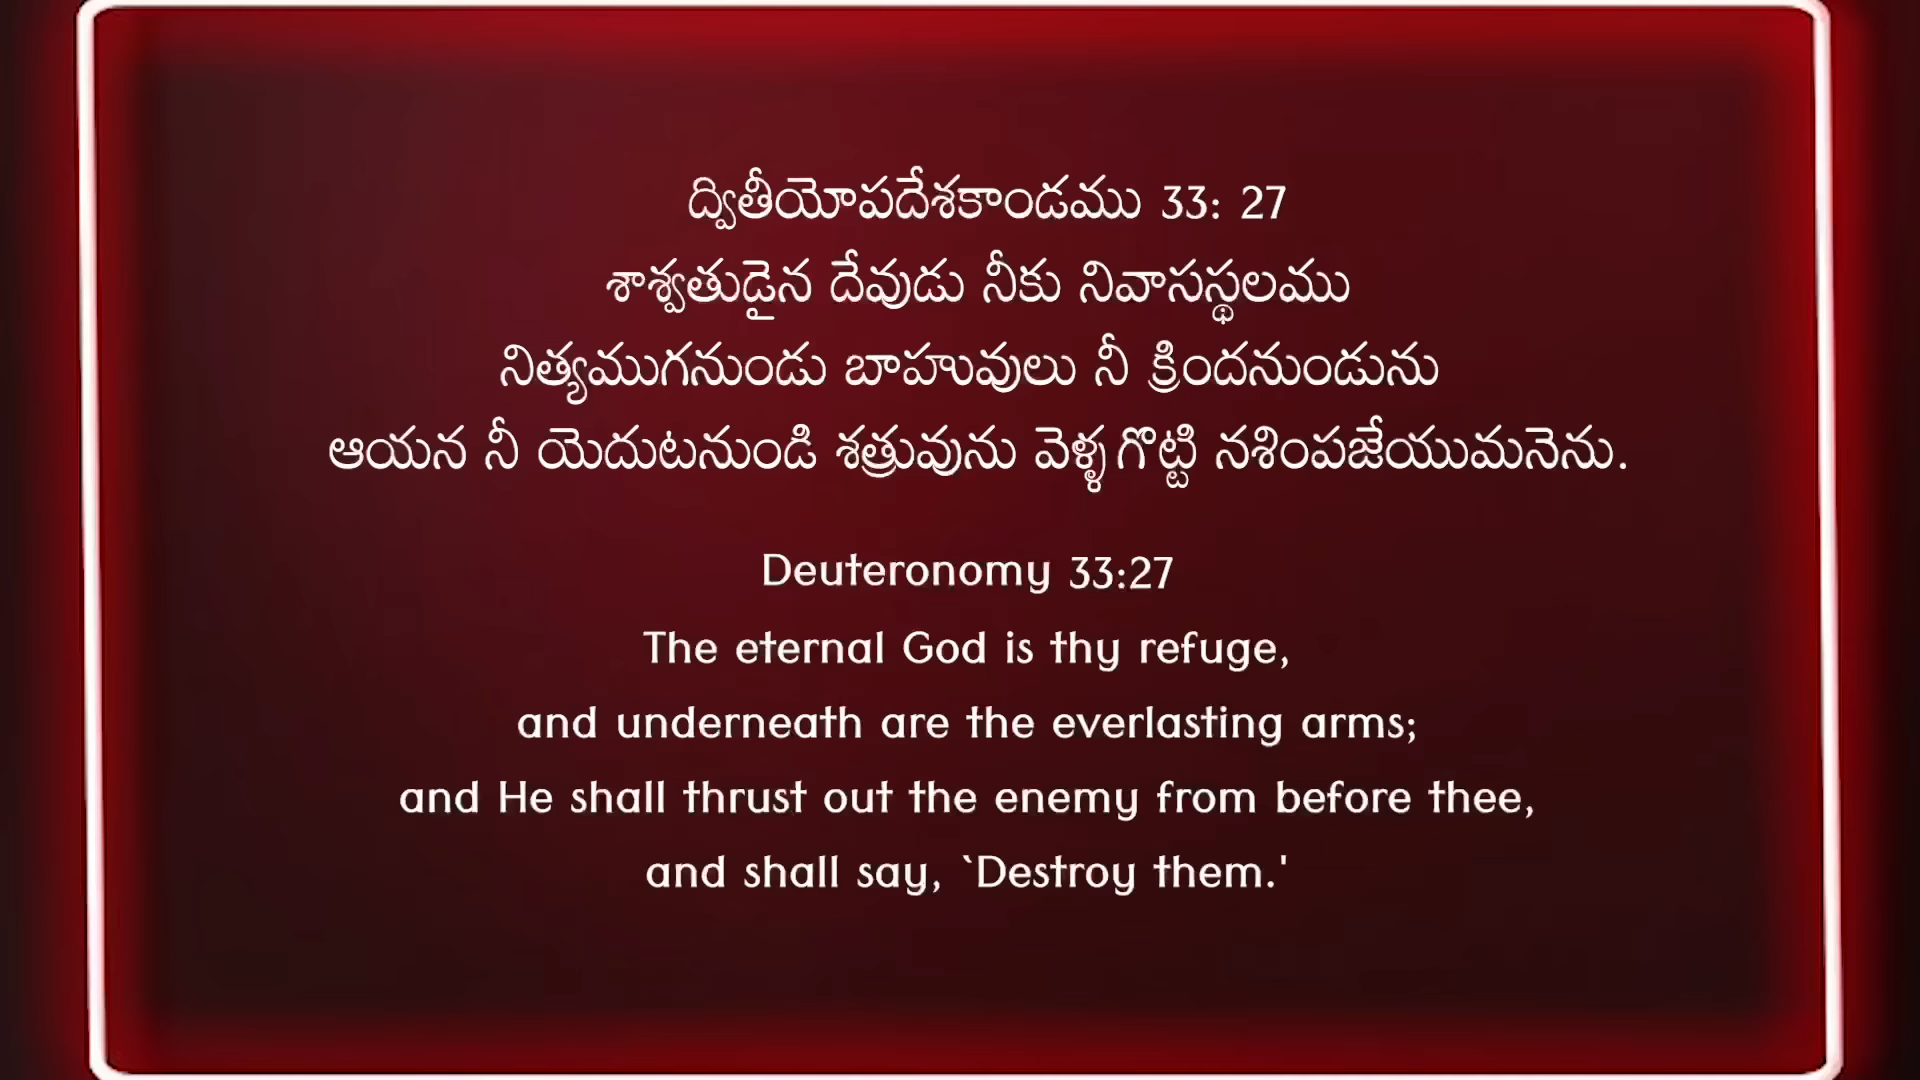 ద్వితీయోపదేశకాండము 33: 27
శాశ్వతుడైన దేవుడు నీకు నివాసస్థలము
నిత్యముగనుండు బాహువులు నీ క్రిందనుండును
ఆయన నీ యెదుటనుండి శత్రువును వెళ్ళగొట్టి నశింపజేయుమనెను.
Deuteronomy 33:27
The eternal God is thy refuge,
and underneath are the everlasting arms;
and He shall thrust out the enemy from before thee,
and shall say, `Destroy them.'